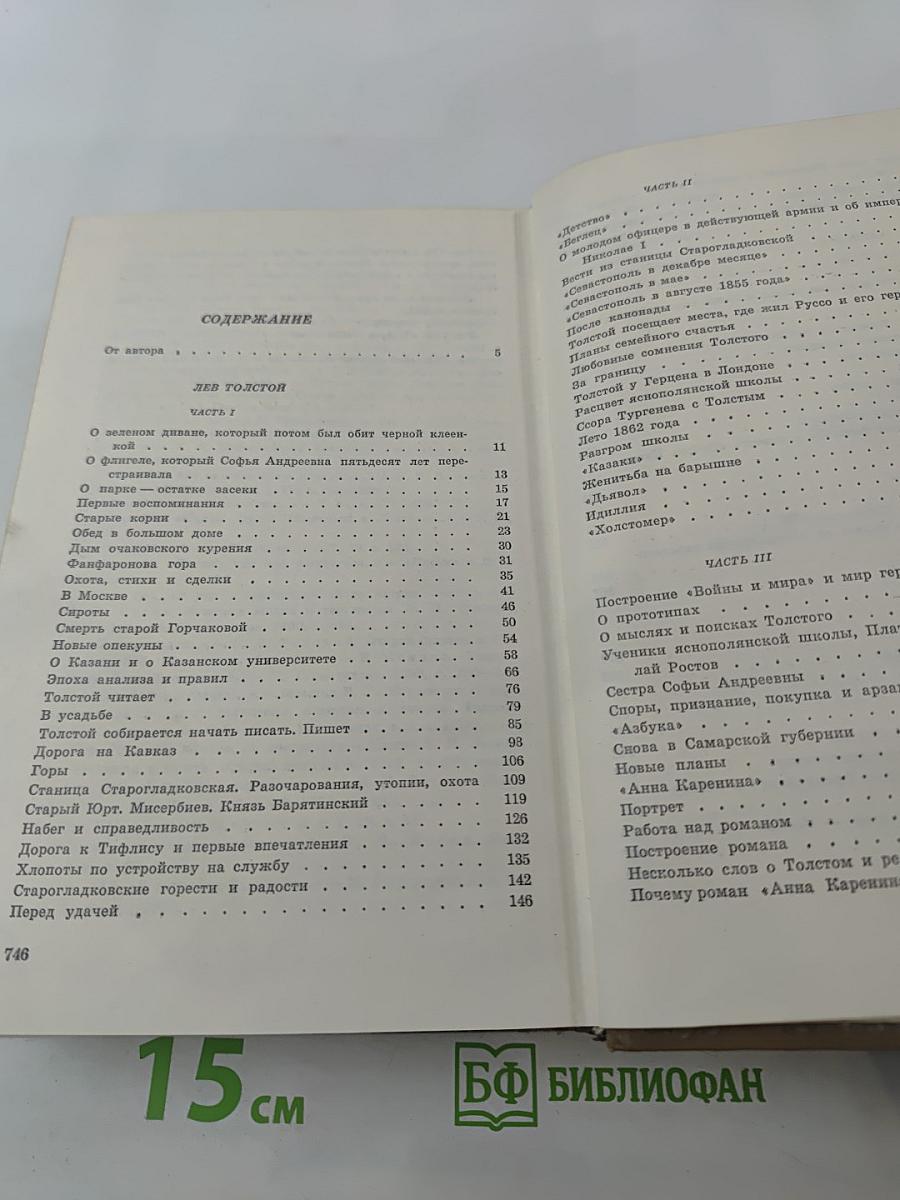 СОДЕРЖАНИЕ
От автора . . . . . . . . . . . . . . . . . . . . 5
ЛЕВ ТОЛСТОЙ
ЧАСТЬ I
О зеленом диване, который потом был обит черной клеен-
кой . . . . . . . . . . . . . . . . . . . . 11
О флигеле, который Софья Андреевна пятьдесят лет пере-
страивала . . . . . . . . . . . . . . . . 13
О парке — остатке засеки . . . . . . . . . . . . 15
Первые воспоминания . . . . . . . . . . . . . . 17
Старые корни . . . . . . . . . . . . . . . . . 21
Обед в большом доме . . . . . . . . . . . . . . 23
Дым очаковского курения . . . . . . . . . . . . 30
Фанфаронова гора . . . . . . . . . . . . . . . 31
Охота, стихи и сделки . . . . . . . . . . . . . 35
В Москве . . . . . . . . . . . . . . . . . . . 41
Сироты . . . . . . . . . . . . . . . . . . . . 46
Смерть старой Горчаковой . . . . . . . . . . . . 50
Новые опекуны . . . . . . . . . . . . . . . . . 54
О Казани и о Казанском университете . . . . . . . . 58
Эпоха анализа и правил . . . . . . . . . . . . . 66
Толстой читает . . . . . . . . . . . . . . . . . 76
В усадьбе . . . . . . . . . . . . . . . . . . . 79
Толстой собирается начать писать. Пишет . . . . . . . 85
Дорога на Кавказ . . . . . . . . . . . . . . . . 93
Горы . . . . . . . . . . . . . . . . . . . . . 106
Станица Старогладковская. Разочарования, утопии, охота 109
Старый Юрт. Мисербиев. Князь Барятинский . . . . . . 119
Набег и справедливость . . . . . . . . . . . . . 126
Дорога к Тифлису и первые впечатления . . . . . . . 132
Хлопоты по устройству на службу . . . . . . . . . . 135
Старогладковские горести и радости . . . . . . . . . 142
Перед удачей . . . . . . . . . . . . . . . . . . 146
746
ЧАСТЬ II
«Детство» . . . . . . . . . . . . . .
«Беглец» . . . . . . . . . . . . . .
О молодом офицере в действующей армии и об импер
Николае I . . . . . . . . . . . .
Вести из станицы Старогладковской . . . . .
«Севастополь в декабре месяце» . . . . . .
«Севастополь в мае» . . . . . . . . . .
«Севастополь в августе 1855 года» . . . . .
После канонады . . . . . . . . . . . .
Толстой посещает места, где жил Руссо и его гер
Планы семейного счастья . . . . . . . .
Любовные сомнения Толстого . . . . . . .
За границу . . . . . . . . . . . . .
Толстой у Герцена в Лондоне . . . . . . .
Расцвет яснополянской школы . . . . . . .
Ссора Тургенева с Толстым . . . . . . . .
Лето 1862 года . . . . . . . . . . . .
Разгром школы . . . . . . . . . . . .
«Казаки» . . . . . . . . . . . . . .
Женитьба на барышне . . . . . . . . . .
«Дьявол» . . . . . . . . . . . . . .
Идиллия . . . . . . . . . . . . . .
«Холстомер» . . . . . . . . . . . . .
ЧАСТЬ III
Построение «Войны и мира» и мир гер
О прототипах . . . . . . . . . . .
О мыслях и поисках Толстого . . . .
Ученики яснополянской школы, Плат
лай Ростов . . . . . . . . . .
Сестра Софьи Андреевны . . . . . .
Споры, признание, покупка и арза
«Азбука» . . . . . . . . . . . .
Снова в Самарской губернии . . .
Новые планы . . . . . . . . . .
«Анна Каренина» . . . . . . . .
Портрет . . . . . . . . . . . .
Работа над романом . . . . . .
Построение романа . . . . . . .
Несколько слов о Толстом и ре
Почему роман «Анна Каренина
15 см
БФ БИБЛИОФАН